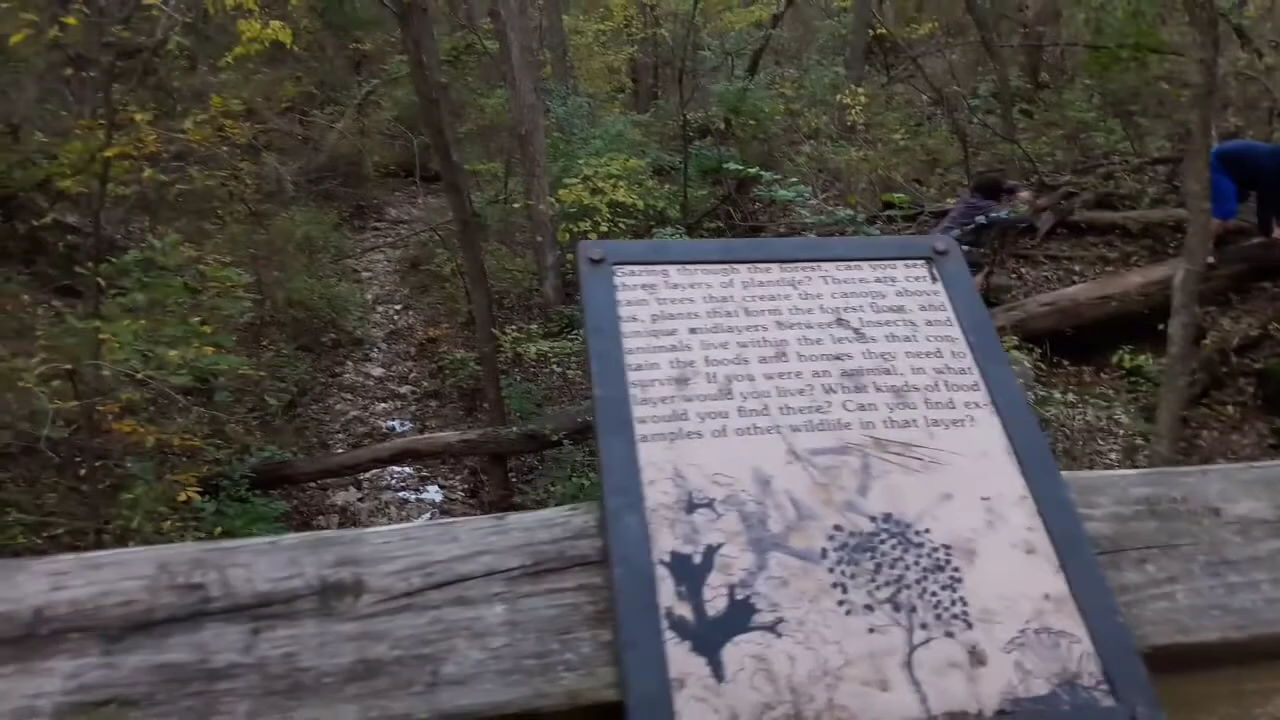 Gazing through the forest, can you see
three layers of plantlife? There are cer-
tain trees that create the canopy above
us, plants that form the forest floor, and
unique midlayers between. Insects and
animals live within the levels that con-
tain the foods and homes they need to
survive. If you were an animal, in what
layer would you live? What kinds of food
would you find there? Can you find ex-
amples of other wildlife in that layer?